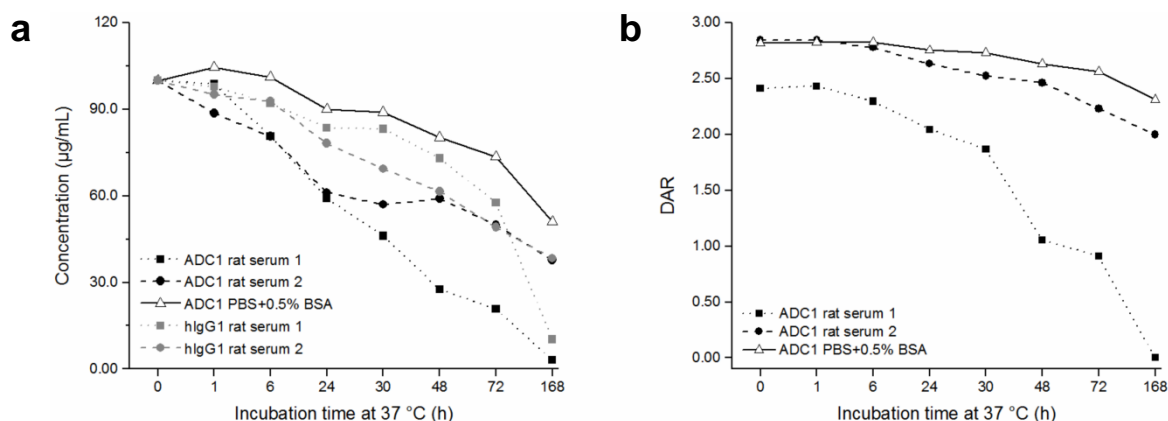 a
120
90.0
60.0
30.0
0.00
Concentration (µg/mL)
ADC1 rat serum 1
ADC1 rat serum 2
ADC1 PBS+0.5% BSA
hIgG1 rat serum 1
hIgG1 rat serum 2
0 1 6 24 30 48 72 168
Incubation time at 37 °C (h)
b
3.00
2.50
2.00
1.50
1.00
0.50
0.00
DAR
ADC1 rat serum 1
ADC1 rat serum 2
ADC1 PBS+0.5% BSA
0 1 6 24 30 48 72 168
Incubation time at 37 °C (h)